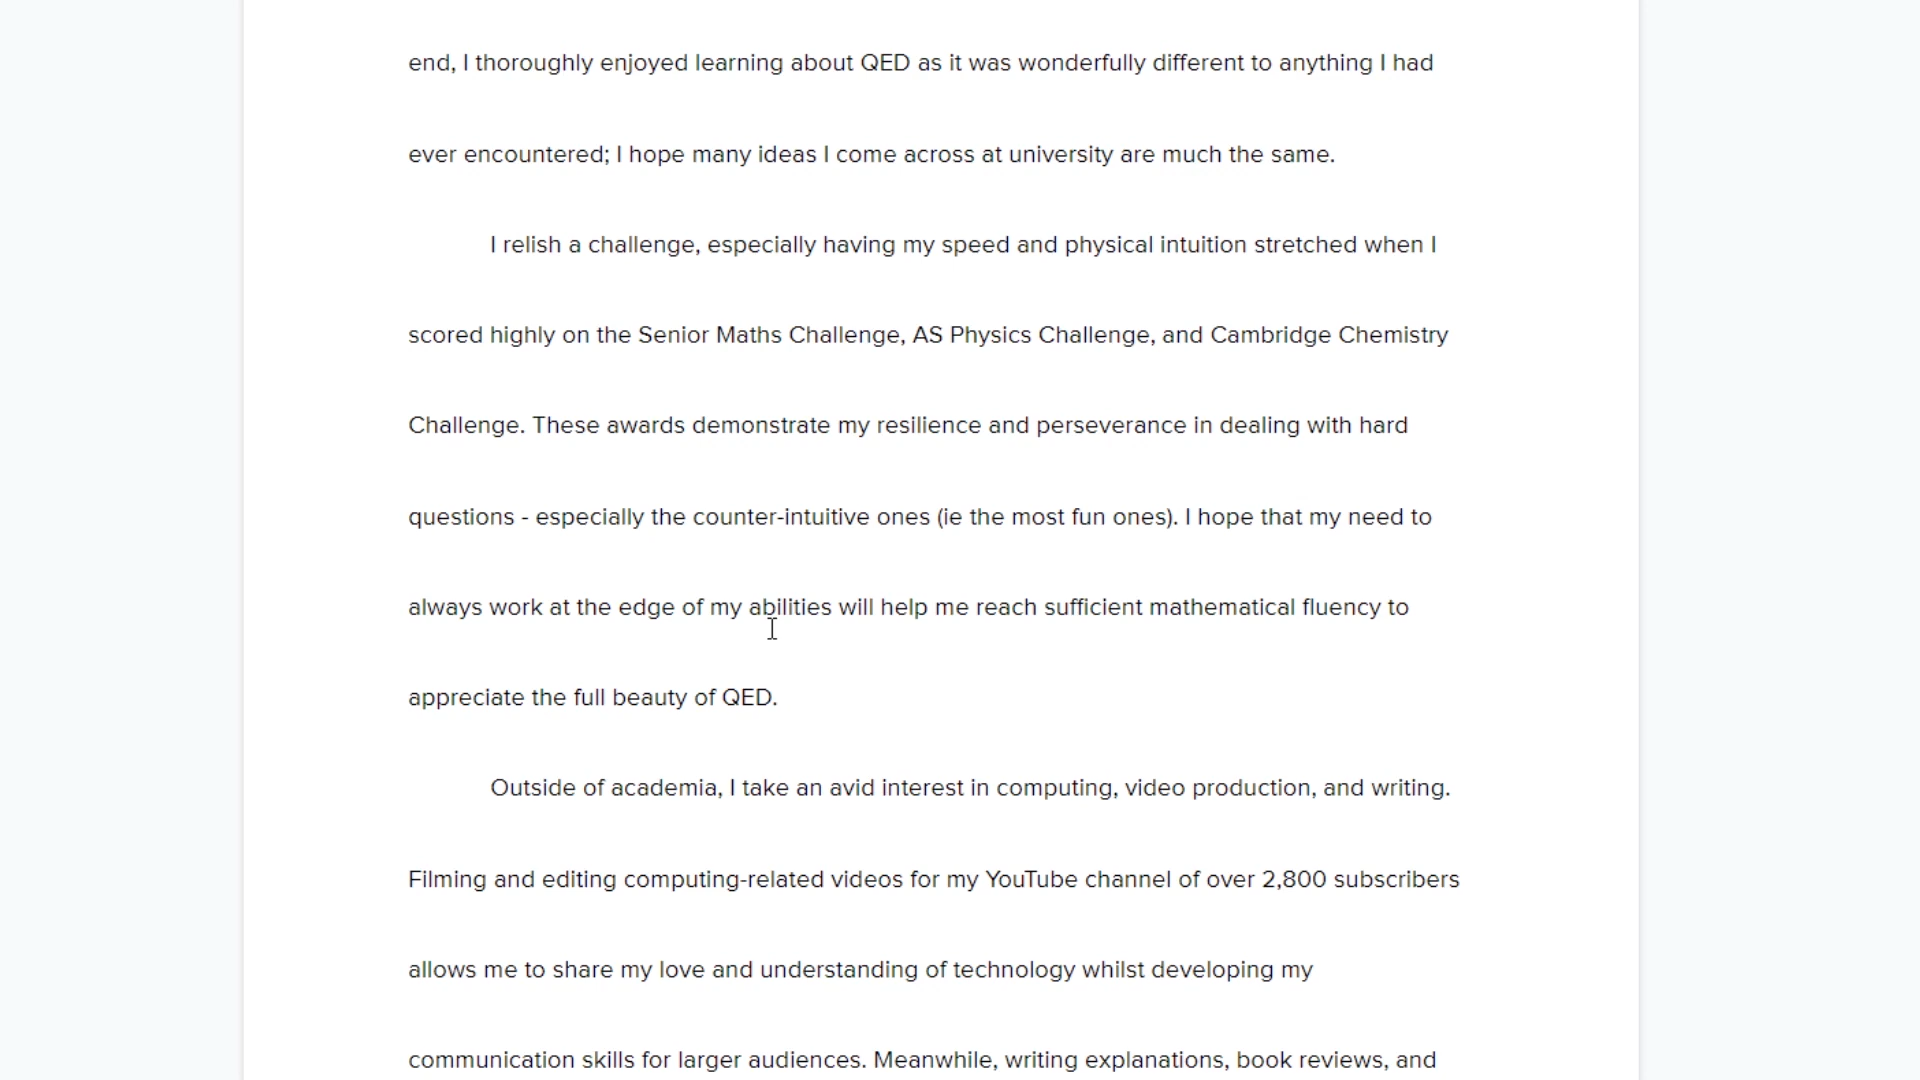 end, I thoroughly enjoyed learning about QED as it was wonderfully different to anything I had
ever encountered; I hope many ideas I come across at university are much the same.
I relish a challenge, especially having my speed and physical intuition stretched when I
scored highly on the Senior Maths Challenge, AS Physics Challenge, and Cambridge Chemistry
Challenge. These awards demonstrate my resilience and perseverance in dealing with hard
questions - especially the counter-intuitive ones (ie the most fun ones). I hope that my need to
always work at the edge of my abilities will help me reach sufficient mathematical fluency to
appreciate the full beauty of QED.
Outside of academia, I take an avid interest in computing, video production, and writing.
Filming and editing computing-related videos for my YouTube channel of over 2,800 subscribers
allows me to share my love and understanding of technology whilst developing my
communication skills for larger audiences. Meanwhile, writing explanations, book reviews, and